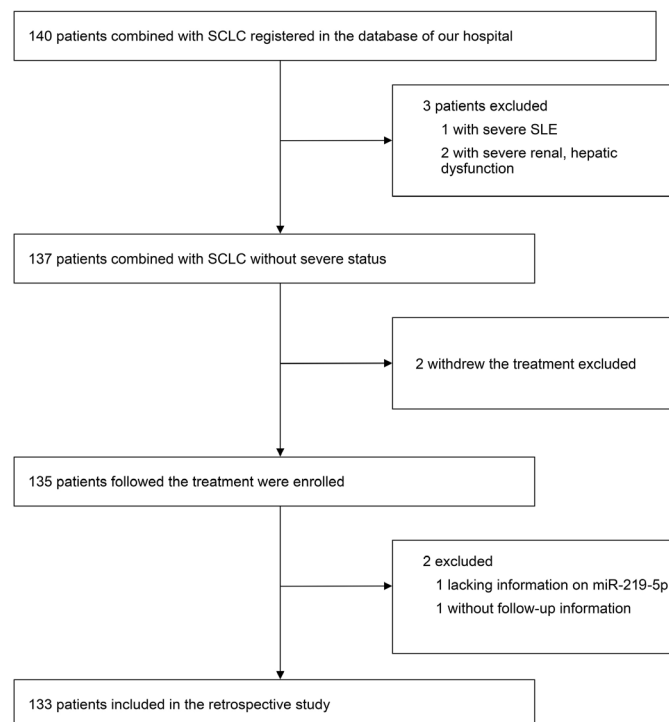 140 patients combined with SCLC registered in the database of our hospital
3 patients excluded
1 with severe SLE
2 with severe renal, hepatic
dysfunction
137 patients combined with SCLC without severe status
2 withdrew the treatment excluded
135 patients followed the treatment were enrolled
2 excluded
1 lacking information on miR-219-5p
1 without follow-up information
133 patients included in the retrospective study